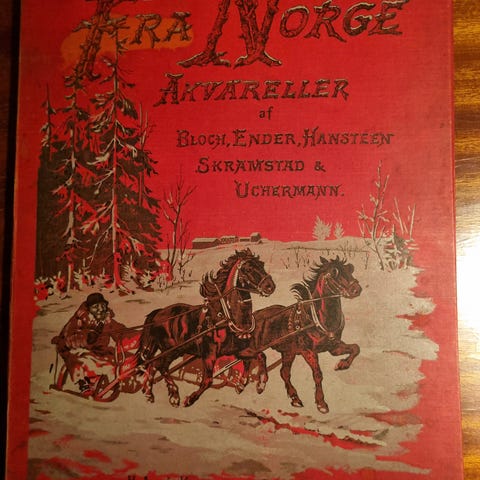 FRA NORGE
AKVARELLER
af
BLOCH, ENDER, HANSTEEN
SKRAMSTAD &
UCHERMANN.